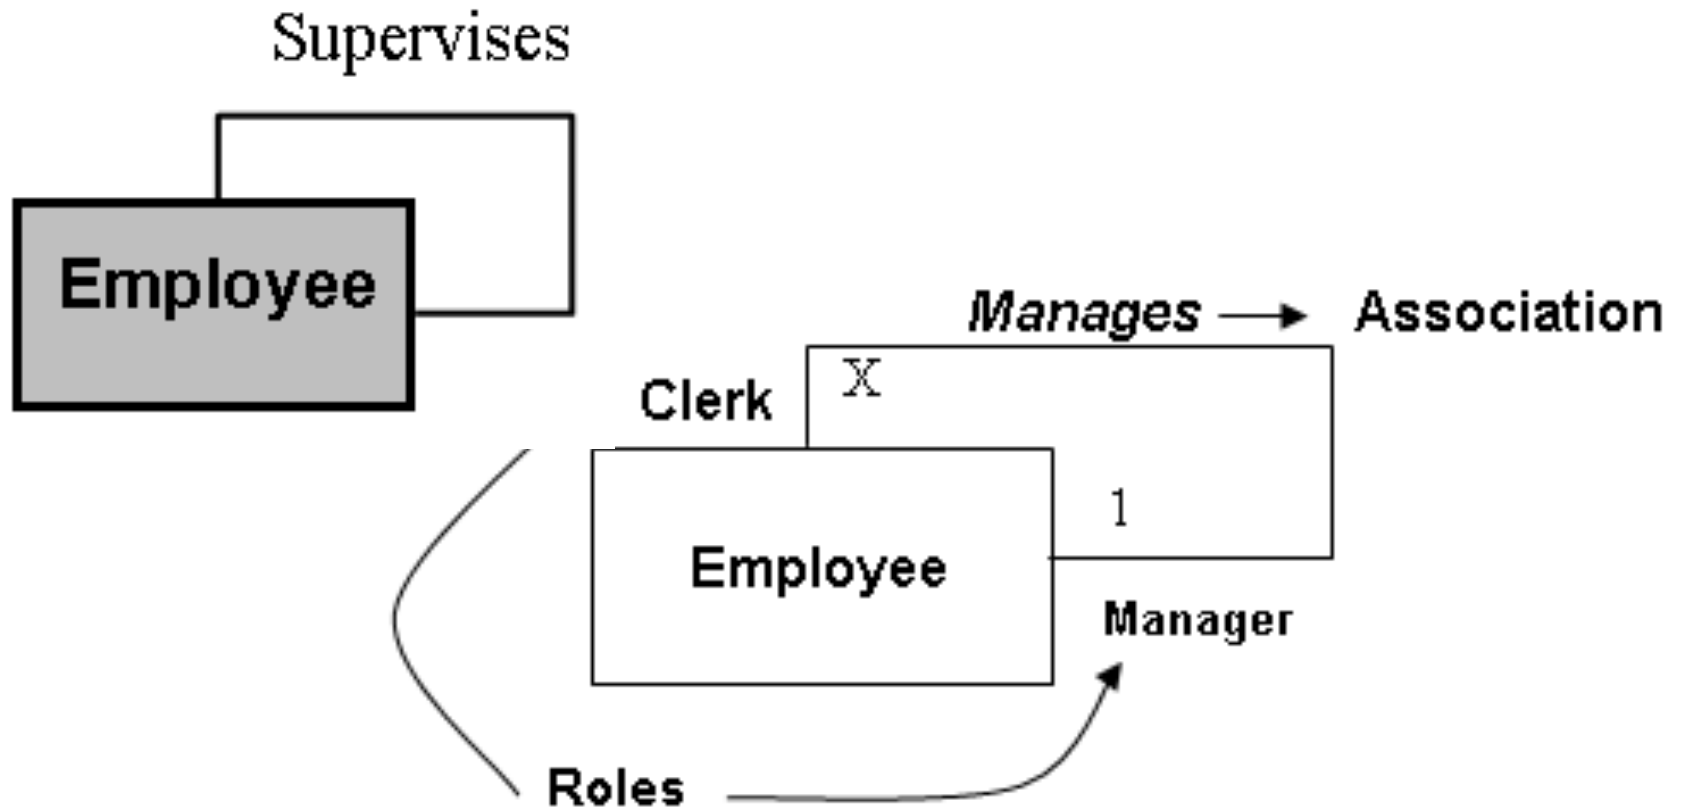 Supervises
Employee
Manages
Association
Clerk
X
1
Employee
Manager
Roles